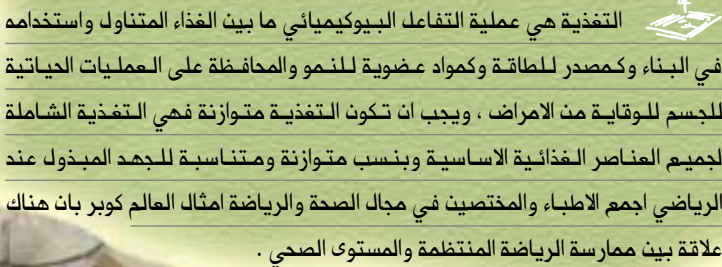 التغذية هي عملية التفاعل البيوكيميائي ما بين الغذاء المتناول واستخدامه
في البناء وكمصدر للطاقة وكمواد عضوية للنمو والمحافظة على العمليات الحياتية
للجسم للوقاية من الامراض ، ويجب ان تكون التغذية متوازنة فهي التغذية الشاملة
لجميع العناصر الغذائية الاساسية وبنسب متوازنة ومتناسبة للجهد المبذول عند
الرياضي اجمع الاطباء والمختصين في مجال الصحة والرياضة امثال العالم كوبر بان هناك
علاقة بين ممارسة الرياضة المنتظمة والمستوى الصحي .